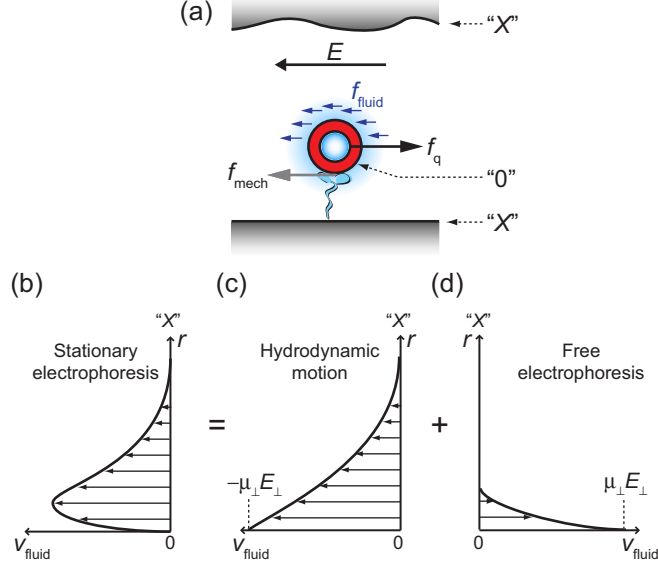 (a)
“X”
E
f_fluid
f_q
f_mech
“0”
“X”
(b)
(c)
(d)
“X”
r
Stationary
electrophoresis
v_fluid
0
=
“X”
r
Hydrodynamic
motion
−μ⊥E⊥
v_fluid
0
+
“X”
r
Free
electrophoresis
μ⊥E⊥
0
v_fluid